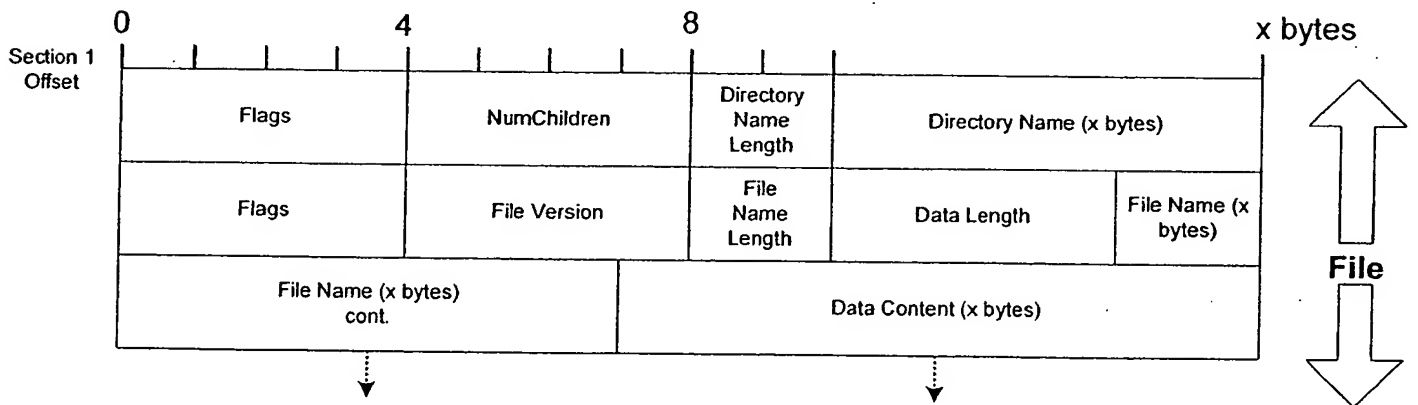 0 4 8 x bytes
Section 1
Offset
Flags
NumChildren
Directory
Name
Length
Directory Name (x bytes)
Flags
File Version
File
Name
Length
Data Length
File Name (x
bytes)
File Name (x bytes)
cont.
Data Content (x bytes)
File